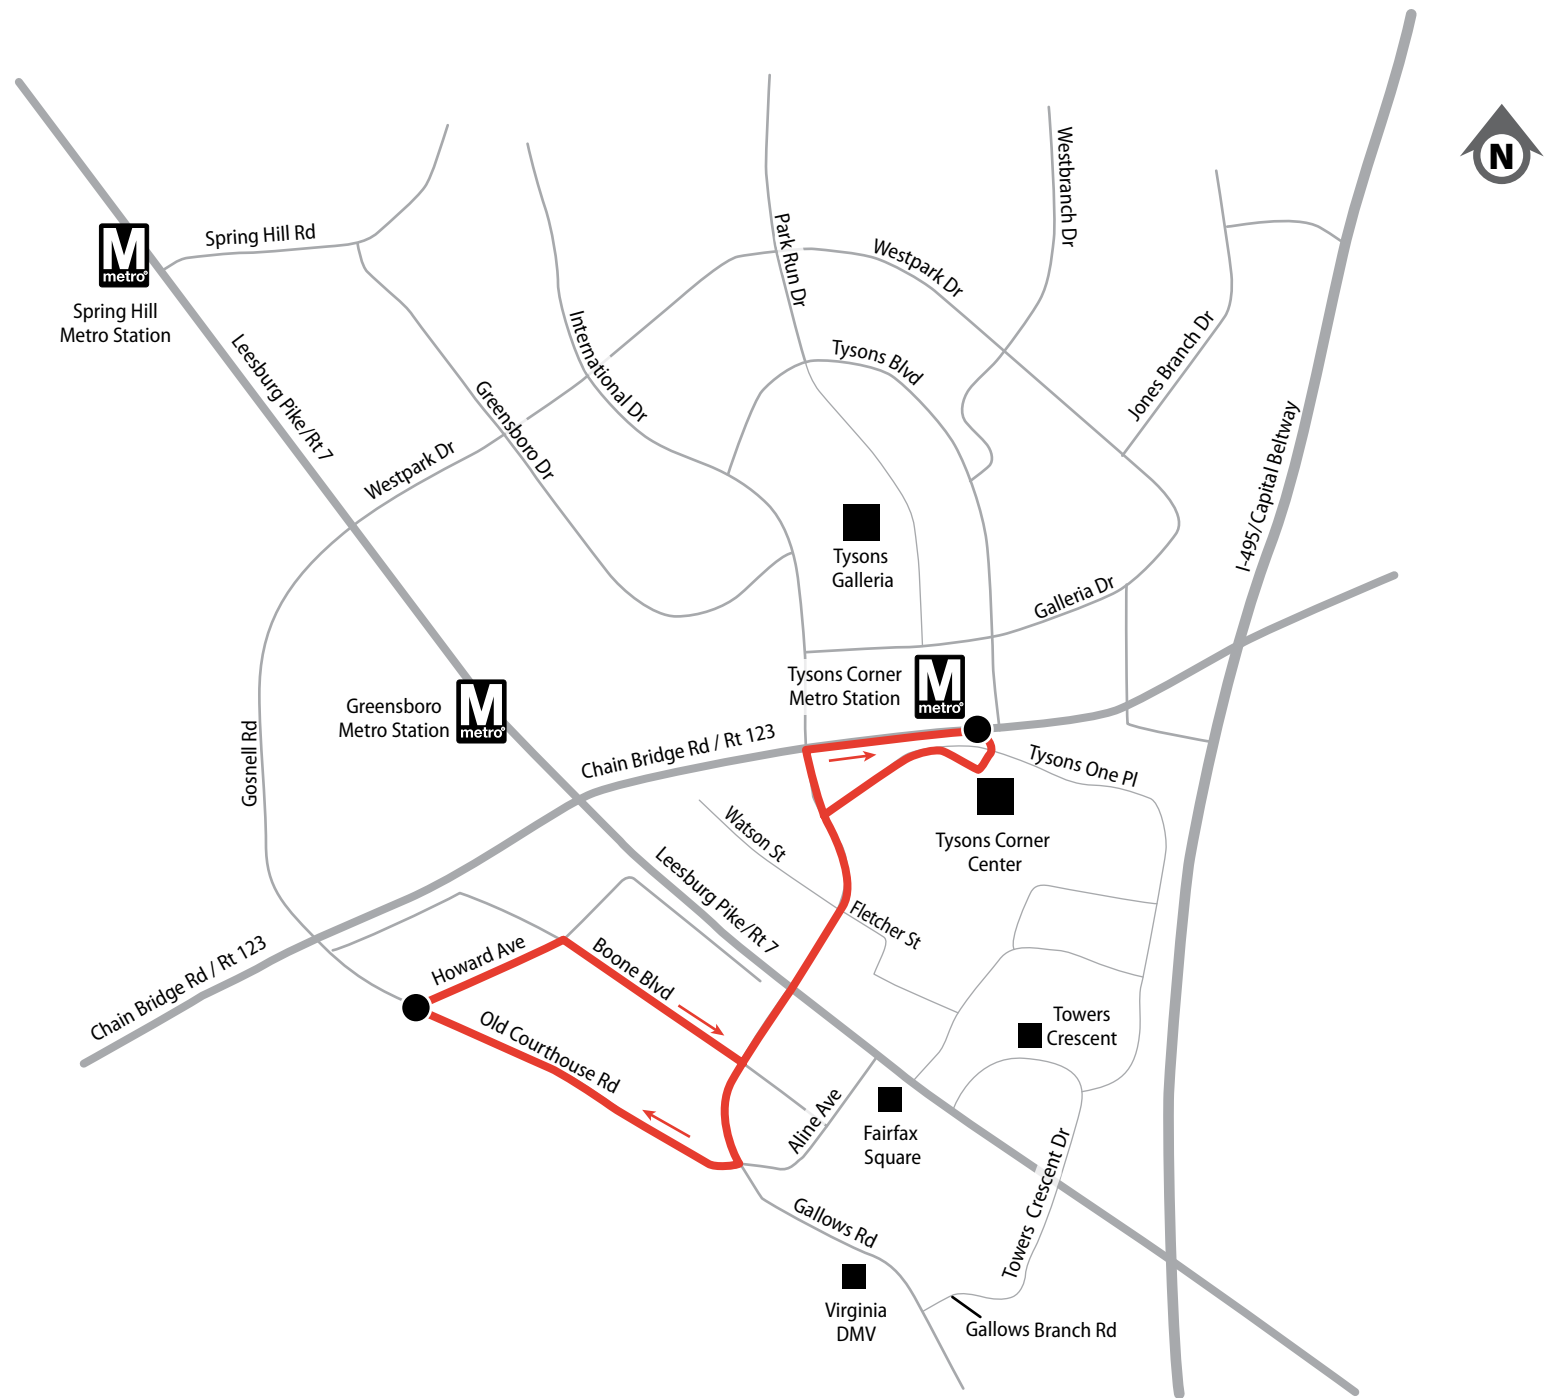 N
Westbranch Dr
Park Run Dr
Spring Hill Rd
M
metro
Westpark Dr
Spring Hill
Metro Station
International Dr
Jones Branch Dr
Leesburg Pike/Rt 7
Tysons Blvd
Greensboro Dr
I-495/Capital Beltway
Westpark Dr
Tysons
Galleria
Galleria Dr
Tysons Corner
Metro Station
M
metro
Greensboro
Metro Station
M
metro
Gosnell Rd
Chain Bridge Rd / Rt 123
Tysons One Pl
Watson St
Tysons Corner
Center
Leesburg Pike/Rt 7
Fletcher St
Howard Ave
Boone Blvd
Chain Bridge Rd / Rt 123
Old Courthouse Rd
Towers
Crescent
Aline Ave
Fairfax
Square
Towers Crescent Dr
Gallows Rd
Virginia
DMV
Gallows Branch Rd